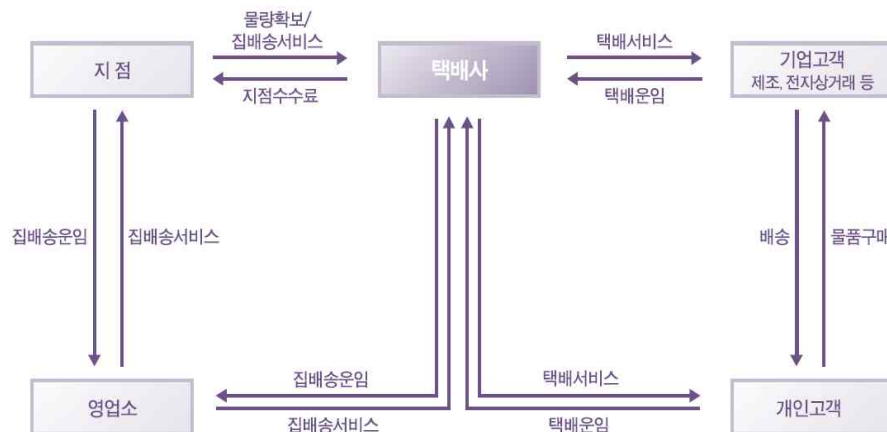 물량확보/
집배송서비스
지 점
지점수수료
택배사
택배서비스
택배운임
기업고객
제조, 전자상거래 등
집배송운임
집배송서비스
배송
물품구매
영업소
집배송운임
집배송서비스
택배서비스
택배운임
개인고객